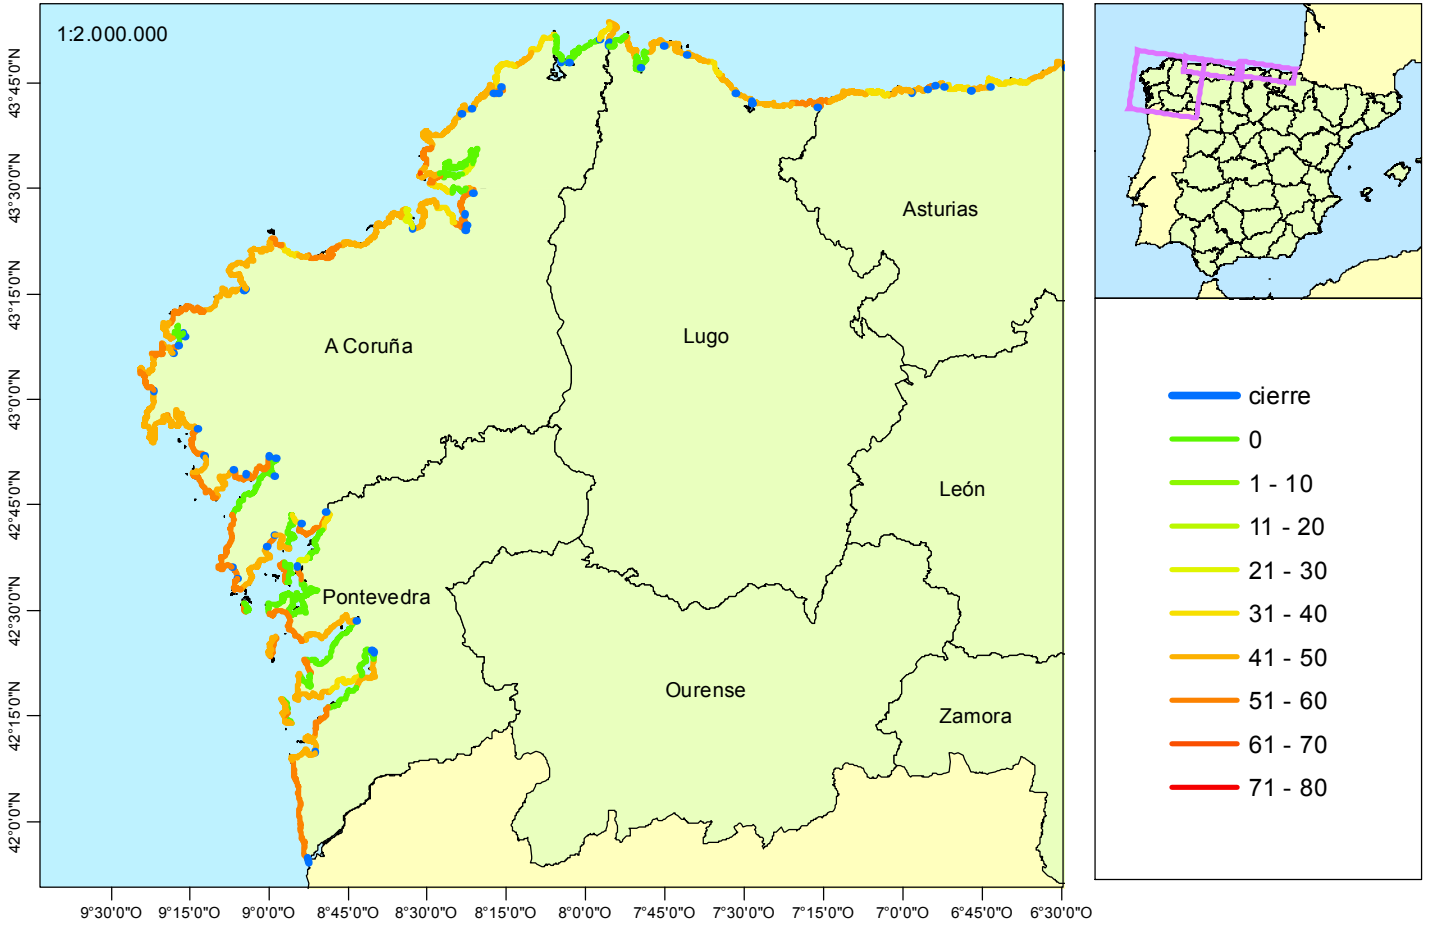 1:2.000.000
43°45'0"N
43°30'0"N
43°15'0"N
43°0'0"N
42°45'0"N
42°30'0"N
42°15'0"N
42°0'0"N
Asturias
Lugo
A Coruña
León
Pontevedra
Ourense
Zamora
9°30'0"O
9°15'0"O
9°0'0"O
8°45'0"O
8°30'0"O
8°15'0"O
8°0'0"O
7°45'0"O
7°30'0"O
7°15'0"O
7°0'0"O
6°45'0"O
6°30'0"O
cierre
0
1 - 10
11 - 20
21 - 30
31 - 40
41 - 50
51 - 60
61 - 70
71 - 80